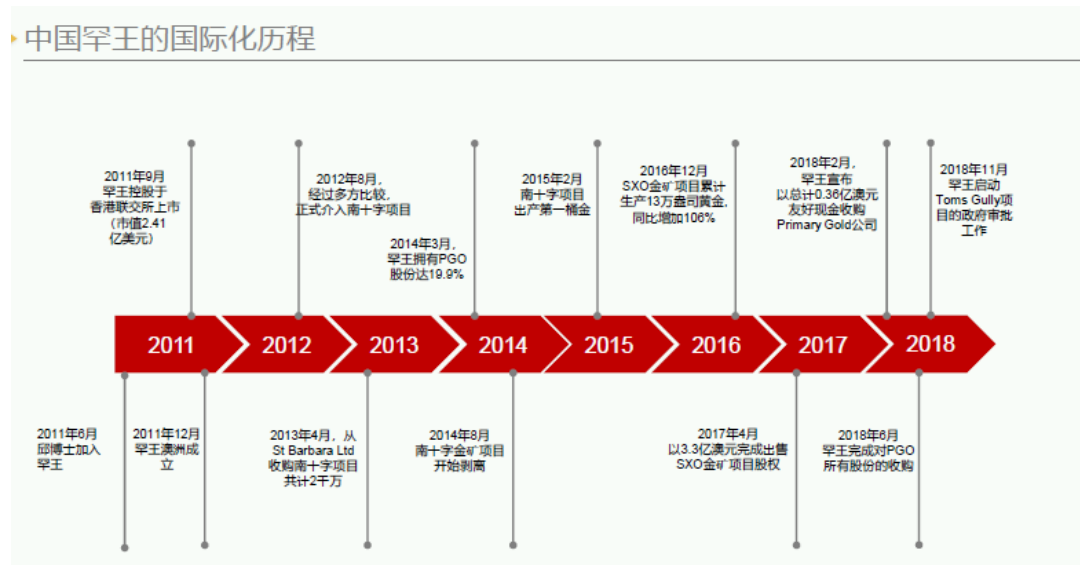 中国罕王的国际化历程
2011年9月
罕王控股于
香港联交所上市
（市值2.41
亿美元）
2012年8月，
经过多方比较，
正式介入南十字项目
2014年3月，
罕王拥有PGO
股份达19.9%
2015年2月
南十字项目
出产第一桶金
2016年12月
SXO金矿项目累计
生产13万盎司黄金，
同比增加106%
2018年2月，
罕王宣布
以总计0.36亿澳元
友好现金收购
Primary Gold公司
2018年11月
罕王启动
Toms Gully项
目的政府审批
工作
2011
2012
2013
2014
2015
2016
2017
2018
2011年6月
邱博士加入
罕王
2011年12月
罕王澳洲成
立
2013年4月，从
St Barbara Ltd
收购南十字项目
共计2千万
2014年8月
南十字金矿项目
开始剥离
2017年4月
以3.3亿澳元完成出售
SXO金矿项目股权
2018年6月
罕王完成对PGO
所有股份的收购